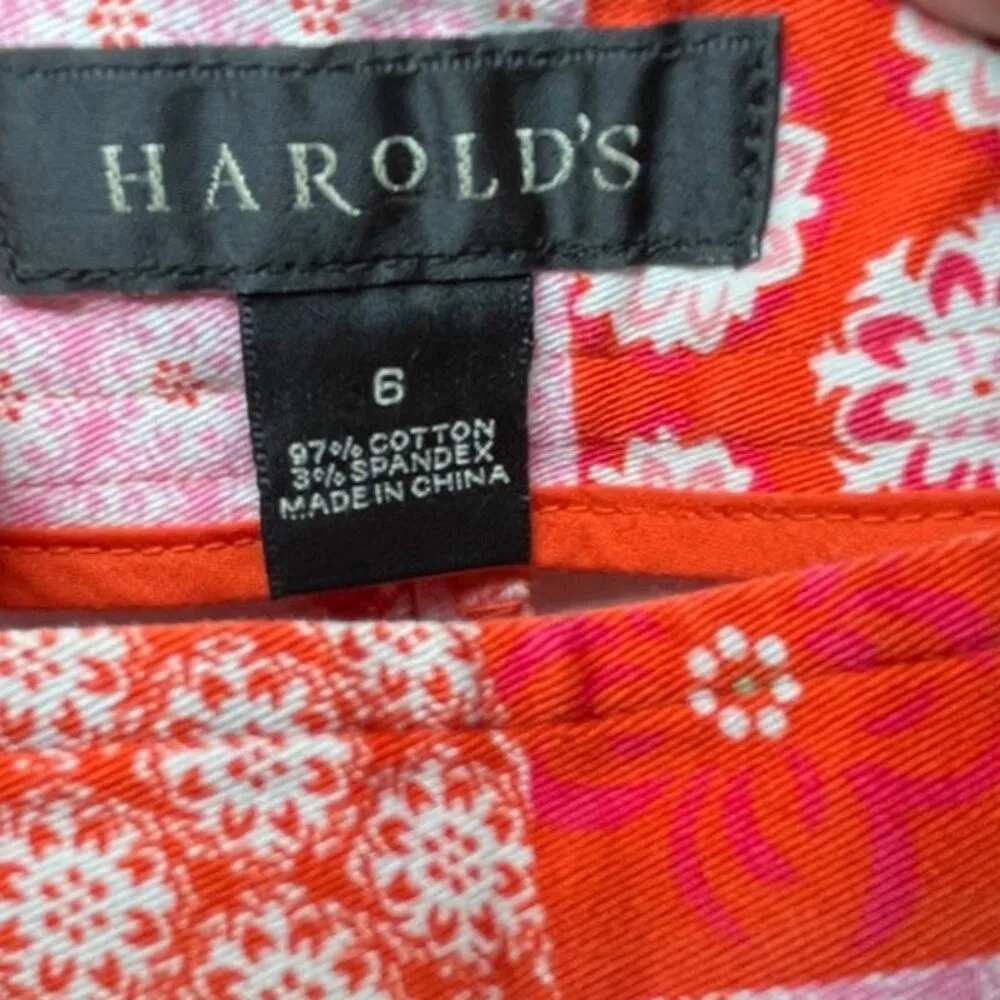 HAROLD'S
6
97% COTTON
3% SPANDEX
MADE IN CHINA